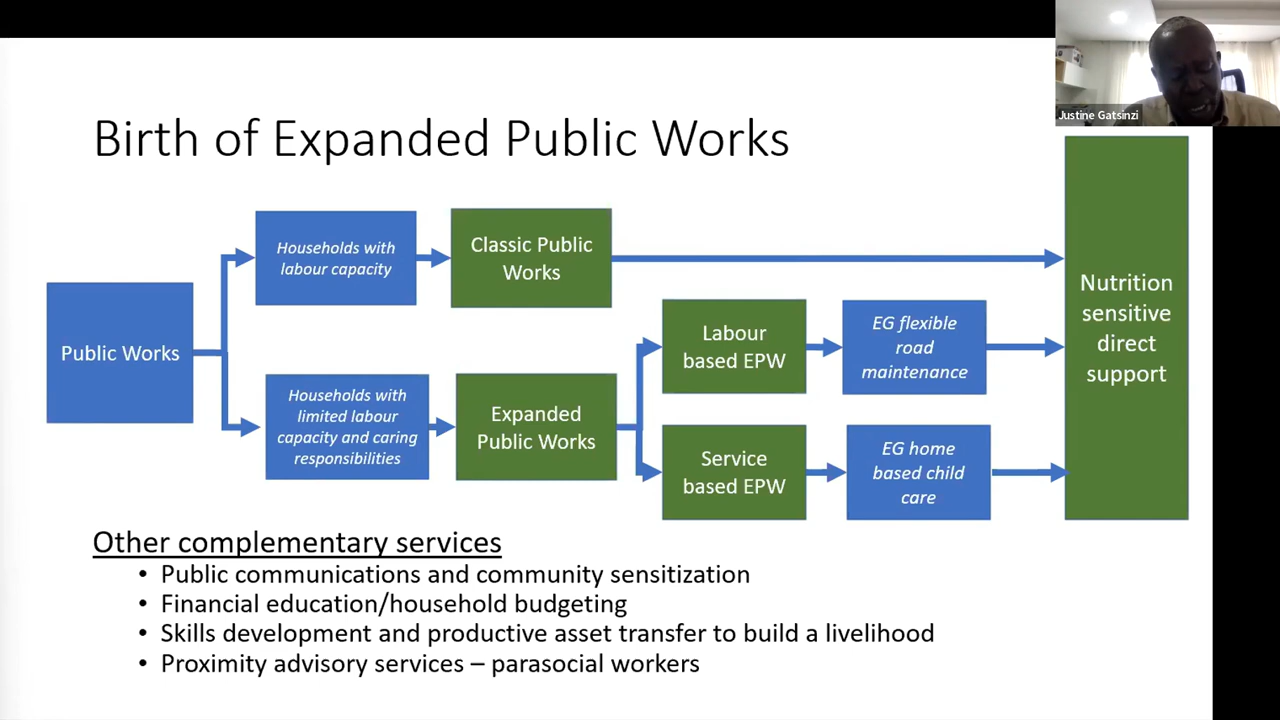 Justine Gatsinzi
Birth of Expanded Public Works
Public Works
Households with
labour capacity
Classic Public
Works
Households with
limited labour
capacity and caring
responsibilities
Expanded
Public Works
Labour
based EPW
EG flexible
road
maintenance
Service
based EPW
EG home
based child
care
Nutrition
sensitive
direct
support
Other complementary services
• Public communications and community sensitization
• Financial education/household budgeting
• Skills development and productive asset transfer to build a livelihood
• Proximity advisory services – parasocial workers